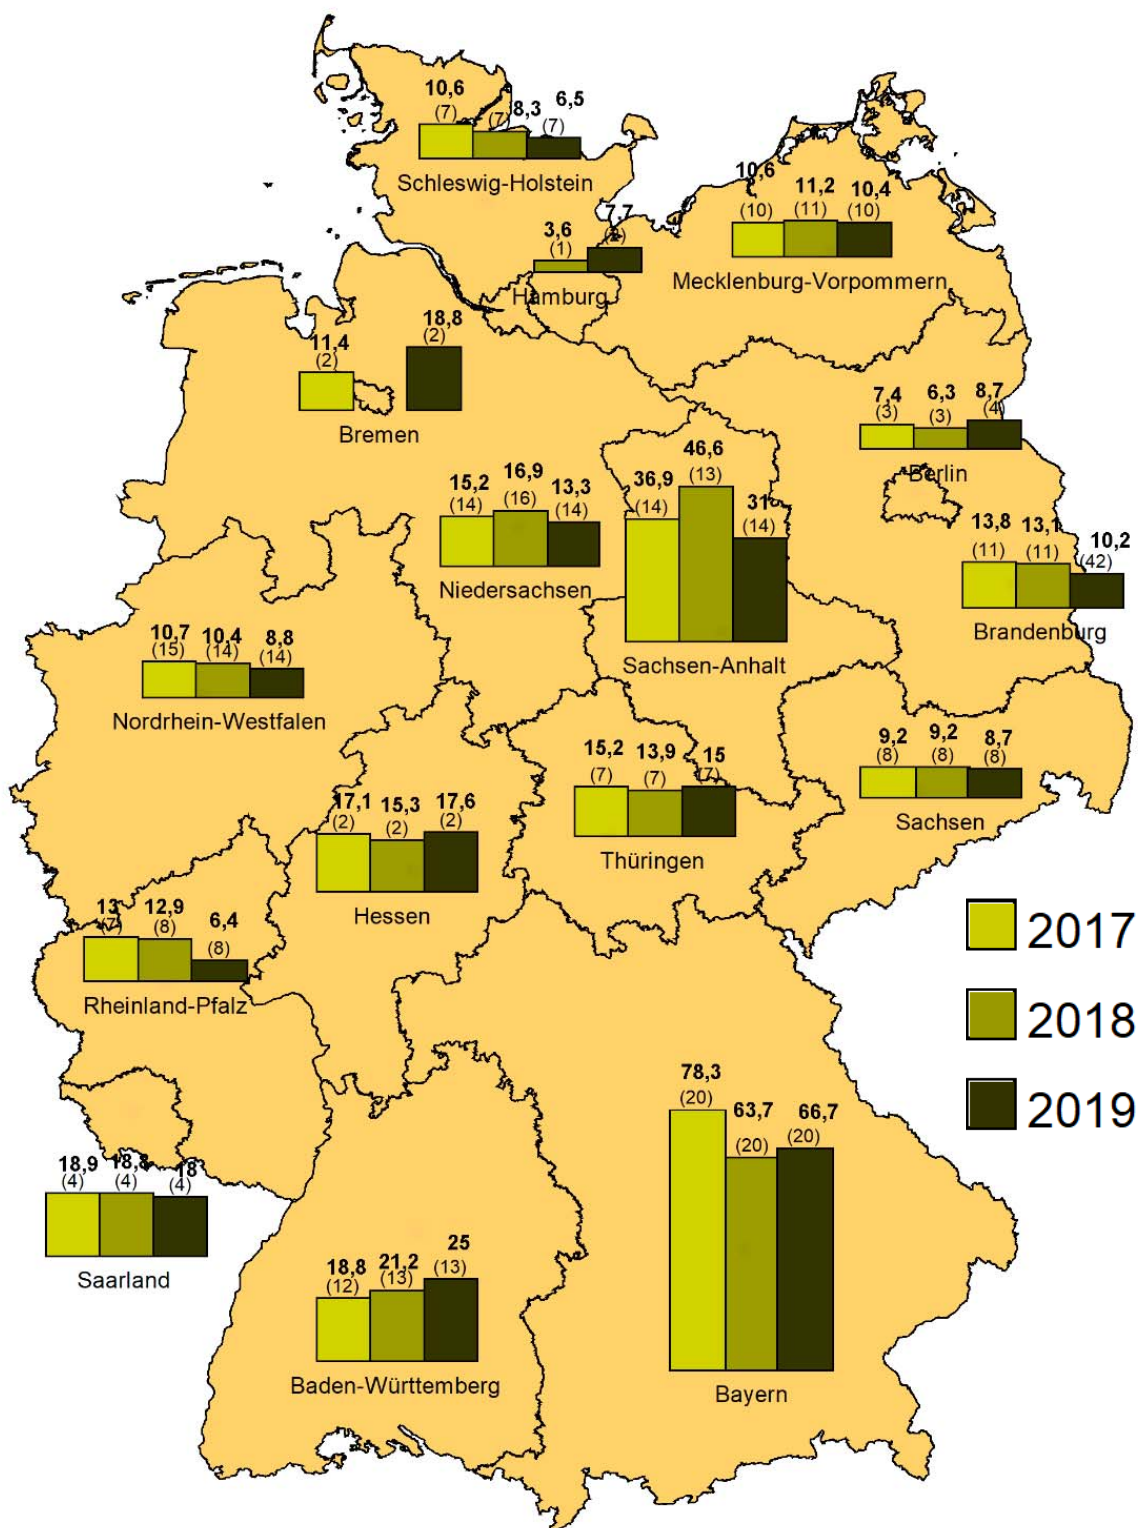 10,6 8,3 6,5
(7) (7) (7)
Schleswig-Holstein
10,6 11,2 10,4
(10) (11) (10)
Mecklenburg-Vorpommern
3,6 7,7
(1)
Hamburg
11,4 18,8
(2) (2)
Bremen
7,4 6,3 8,7
(3) (3) (4)
Berlin
15,2 16,9 13,3
(14) (16) (14)
Niedersachsen
36,9 46,6 31
(14) (13) (14)
Sachsen-Anhalt
13,8 13,1 10,2
(11) (11) (42)
Brandenburg
10,7 10,4 8,8
(15) (14) (14)
Nordrhein-Westfalen
15,2 13,9 15
(7) (7) (7)
Thüringen
9,2 9,2 8,7
(8) (8) (8)
Sachsen
17,1 15,3 17,6
(2) (2) (2)
Hessen
13 12,9 6,4
(7) (8) (8)
Rheinland-Pfalz
2017
2018
2019
18,9 18,8 18
(4) (4) (4)
Saarland
18,8 21,2 25
(12) (13) (13)
Baden-Württemberg
78,3 63,7 66,7
(20) (20) (20)
Bayern